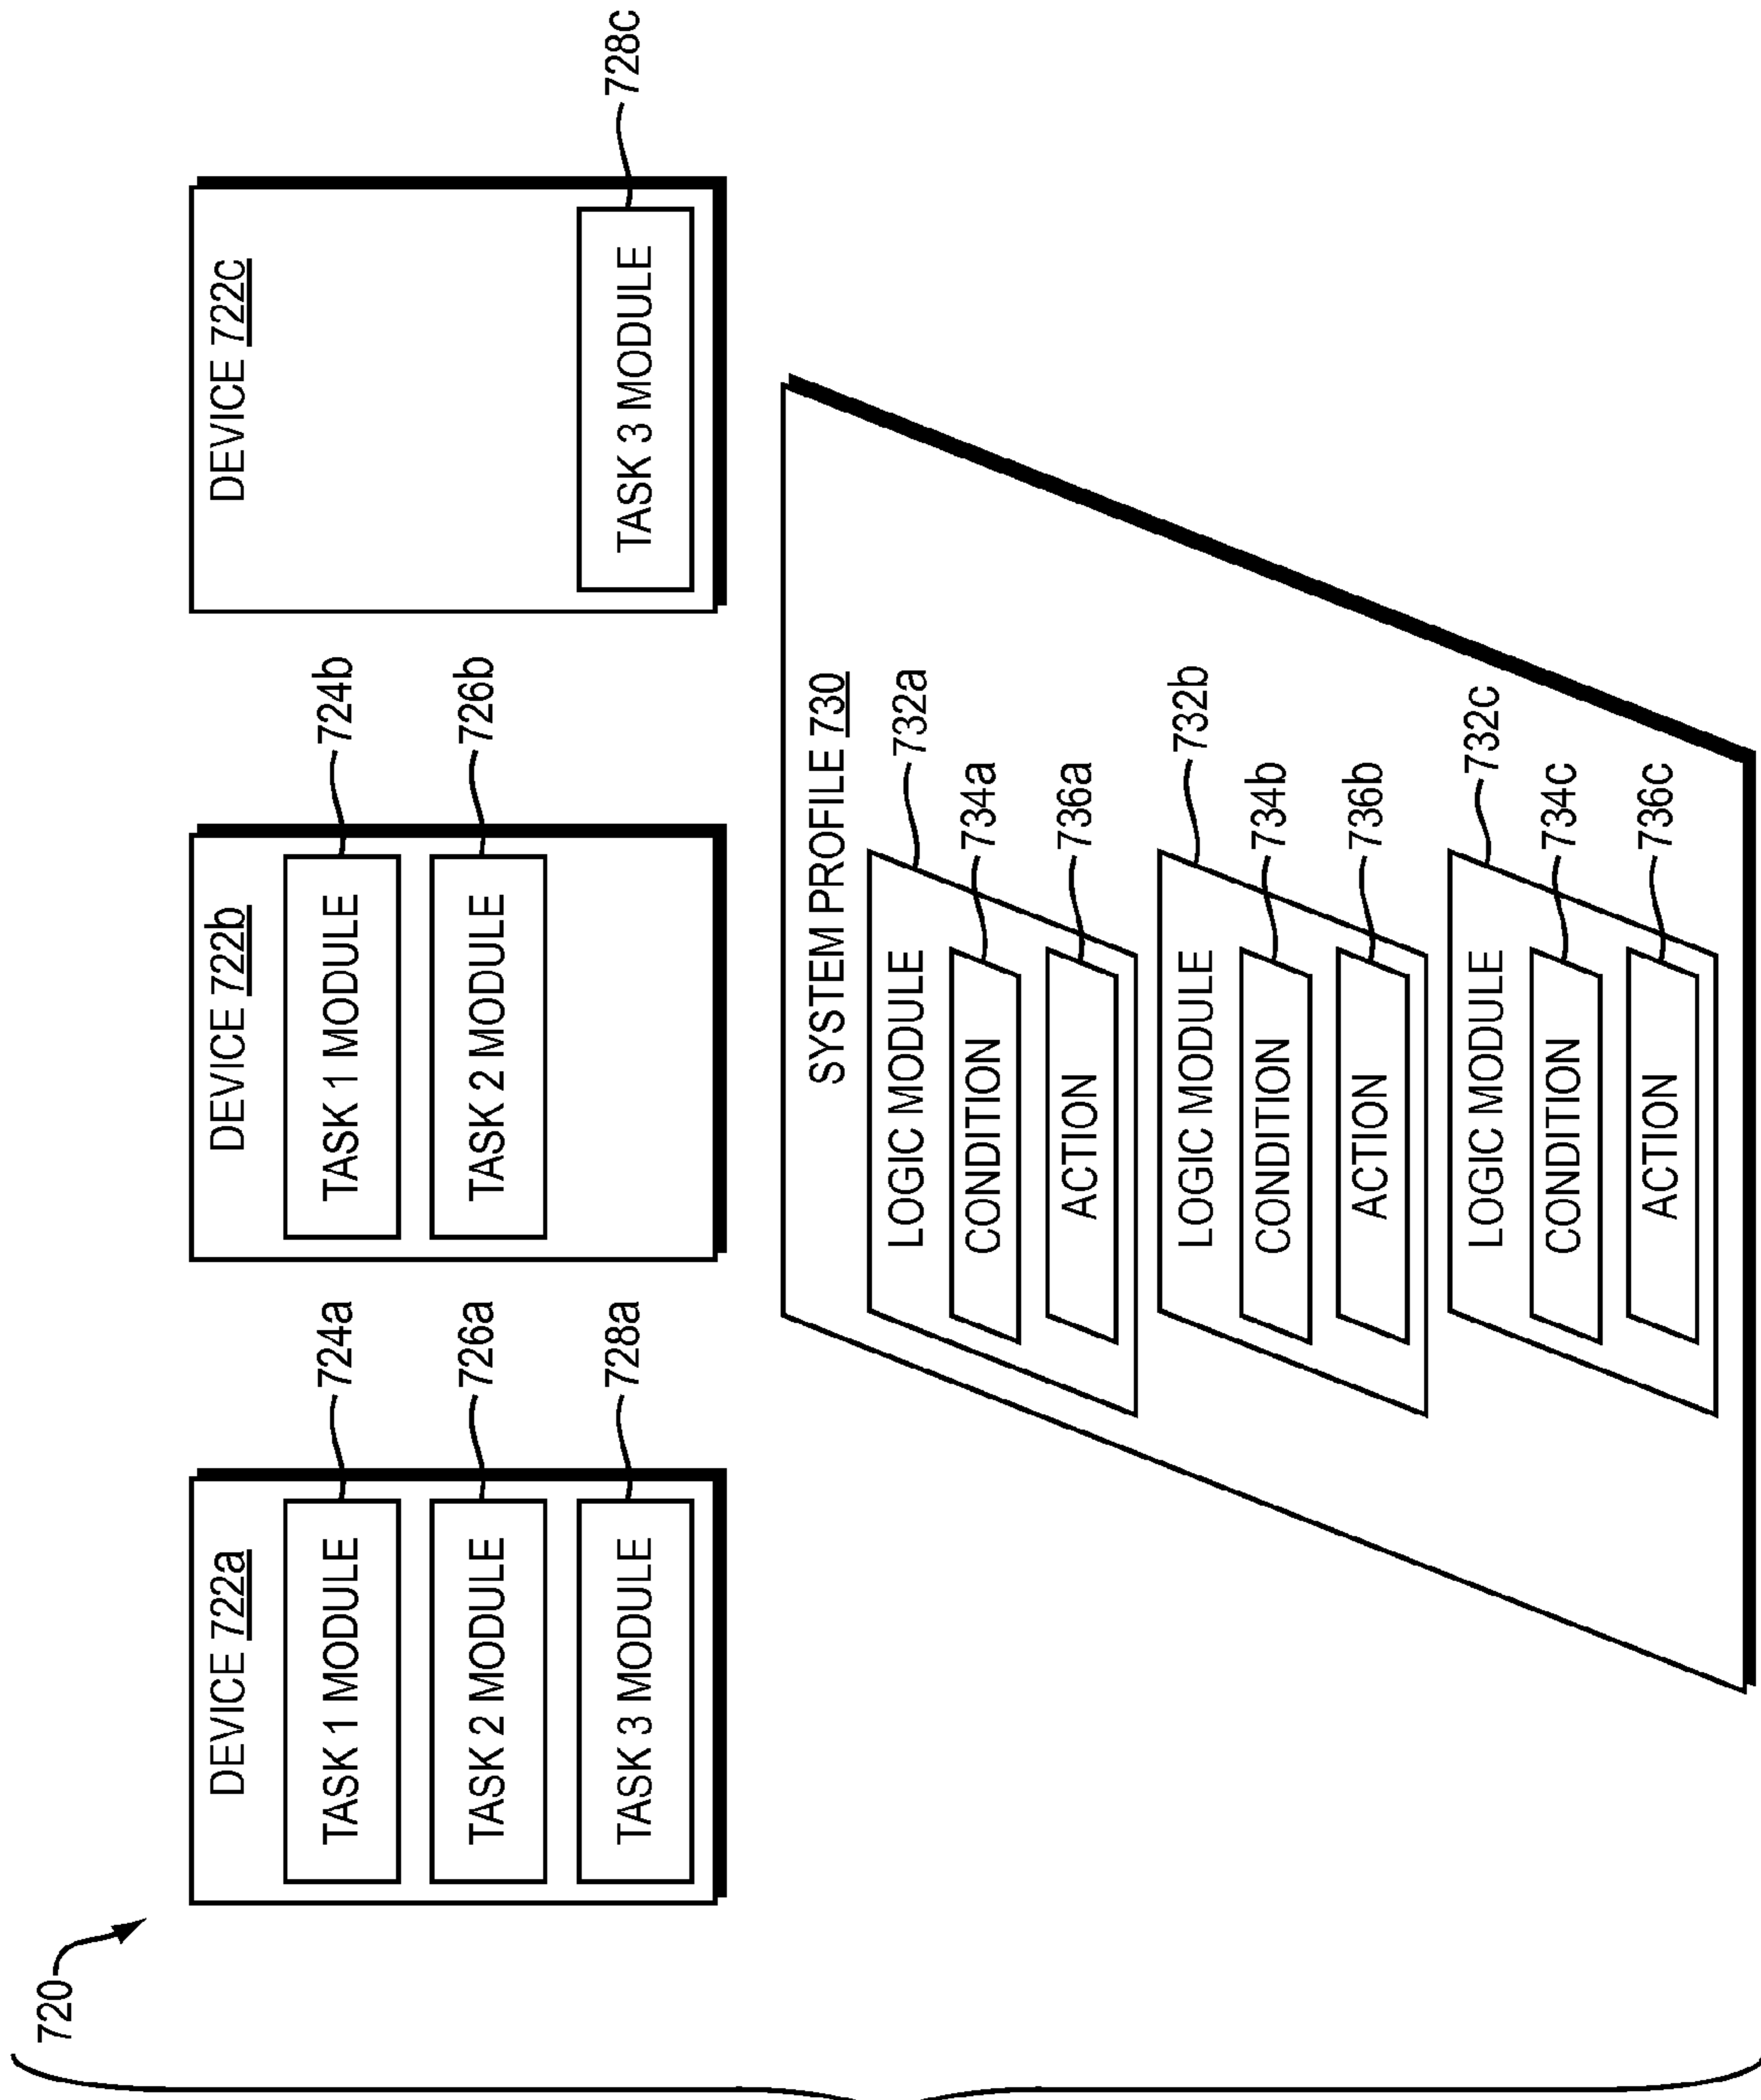 720
DEVICE 722a
TASK 1 MODULE
724a
TASK 2 MODULE
726a
TASK 3 MODULE
728a
DEVICE 722b
TASK 1 MODULE
724b
TASK 2 MODULE
726b
DEVICE 722c
TASK 3 MODULE
728c
SYSTEM PROFILE 730
LOGIC MODULE
732a
CONDITION
734a
ACTION
736a
LOGIC MODULE
732b
CONDITION
734b
ACTION
736b
LOGIC MODULE
732c
CONDITION
734c
ACTION
736c